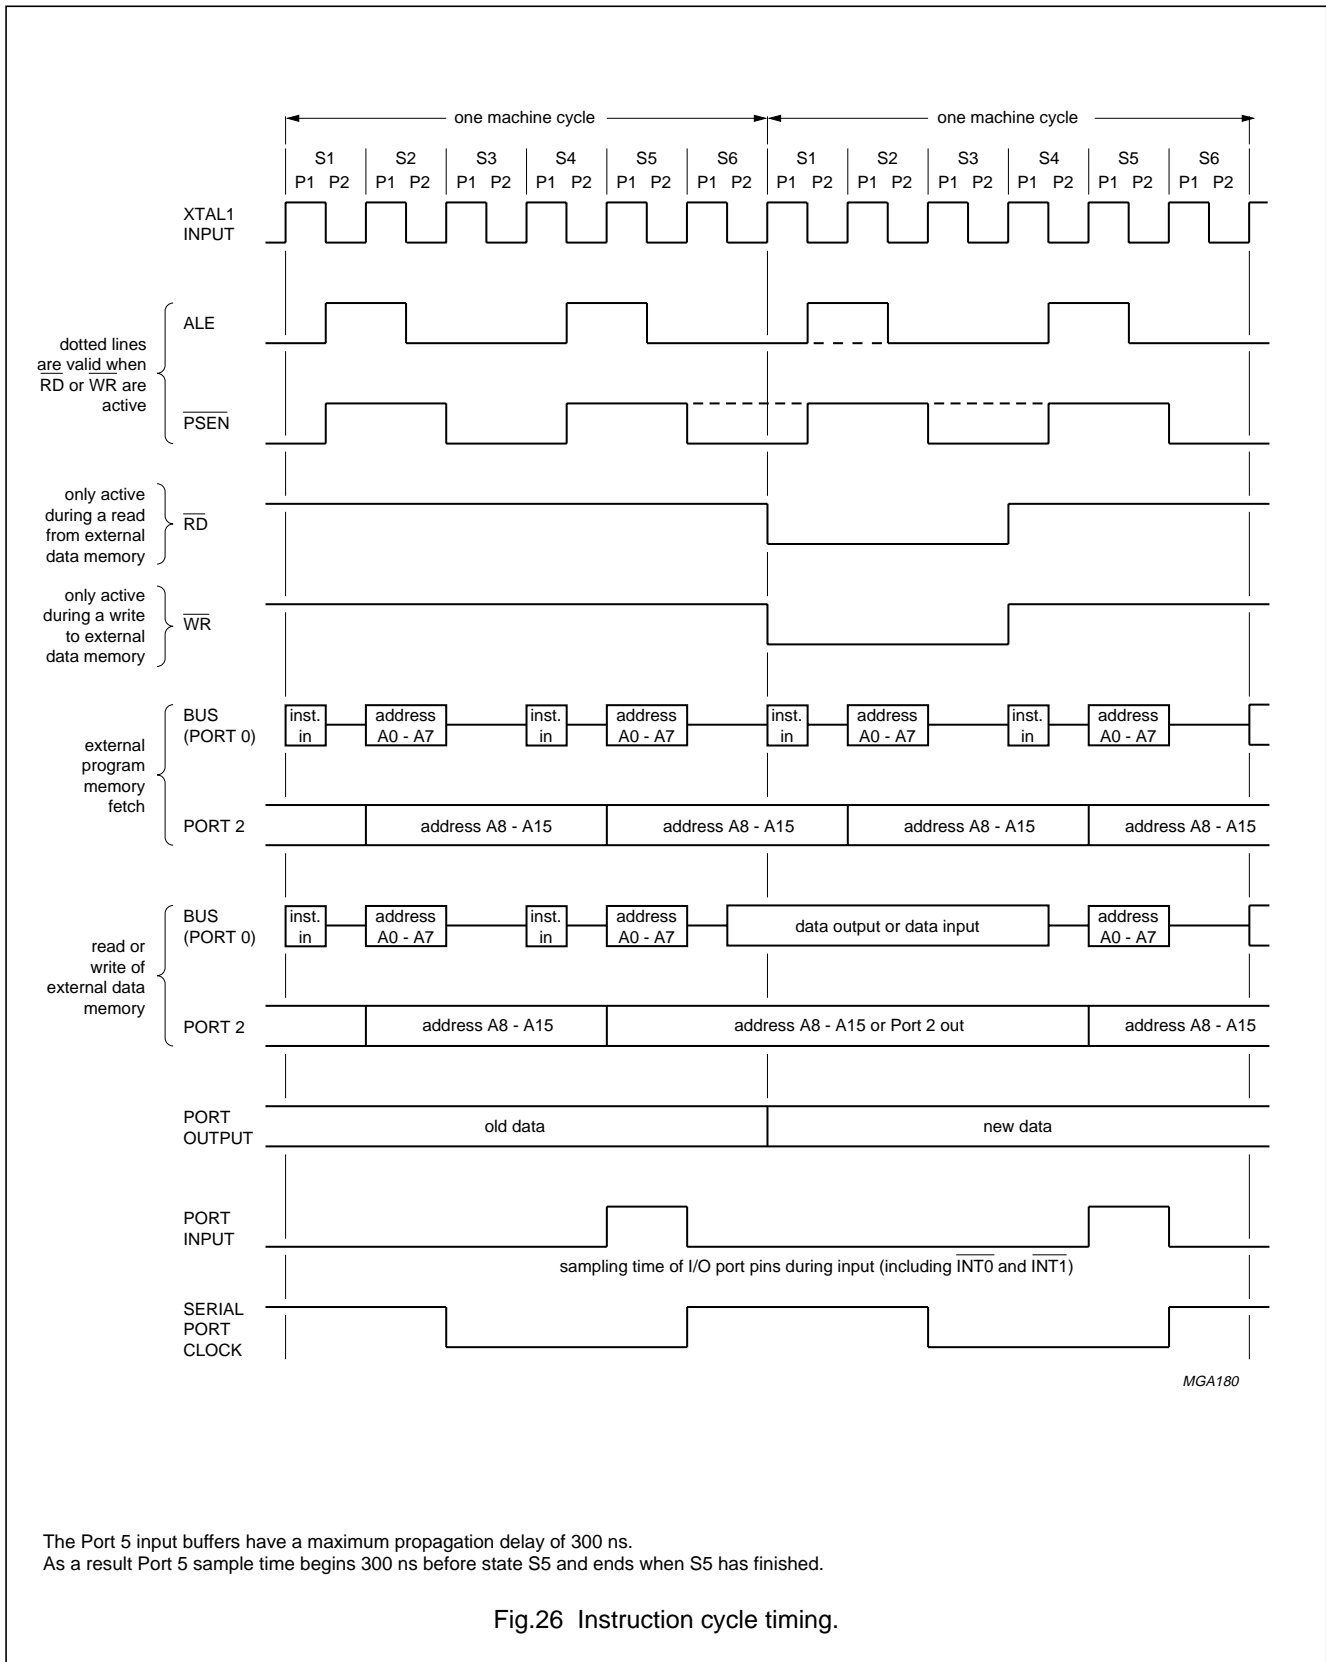 one machine cycle one machine cycle
S1 S2 S3 S4 S5 S6 S1 S2 S3 S4 S5 S6
P1 P2 P1 P2 P1 P2 P1 P2 P1 P2 P1 P2 P1 P2 P1 P2 P1 P2 P1 P2 P1 P2 P1 P2
XTAL1
INPUT
dotted lines
are valid when
RD or WR are
active
ALE
PSEN
only active
during a read
from external
data memory
RD
only active
during a write
to external
data memory
WR
external
program
memory
fetch
BUS
(PORT 0)
inst. address inst. address inst. address inst. address
in A0 - A7 in A0 - A7 in A0 - A7 in A0 - A7
PORT 2
address A8 - A15 address A8 - A15 address A8 - A15 address A8 - A15
read or
write of
external data
memory
BUS
(PORT 0)
inst. address inst. address data output or data input address
in A0 - A7 in A0 - A7 A0 - A7
PORT 2
address A8 - A15 address A8 - A15 or Port 2 out address A8 - A15
PORT
OUTPUT
old data new data
PORT
INPUT
sampling time of I/O port pins during input (including INT0 and INT1)
SERIAL
PORT
CLOCK
MGA180
The Port 5 input buffers have a maximum propagation delay of 300 ns.
As a result Port 5 sample time begins 300 ns before state S5 and ends when S5 has finished.
Fig.26 Instruction cycle timing.